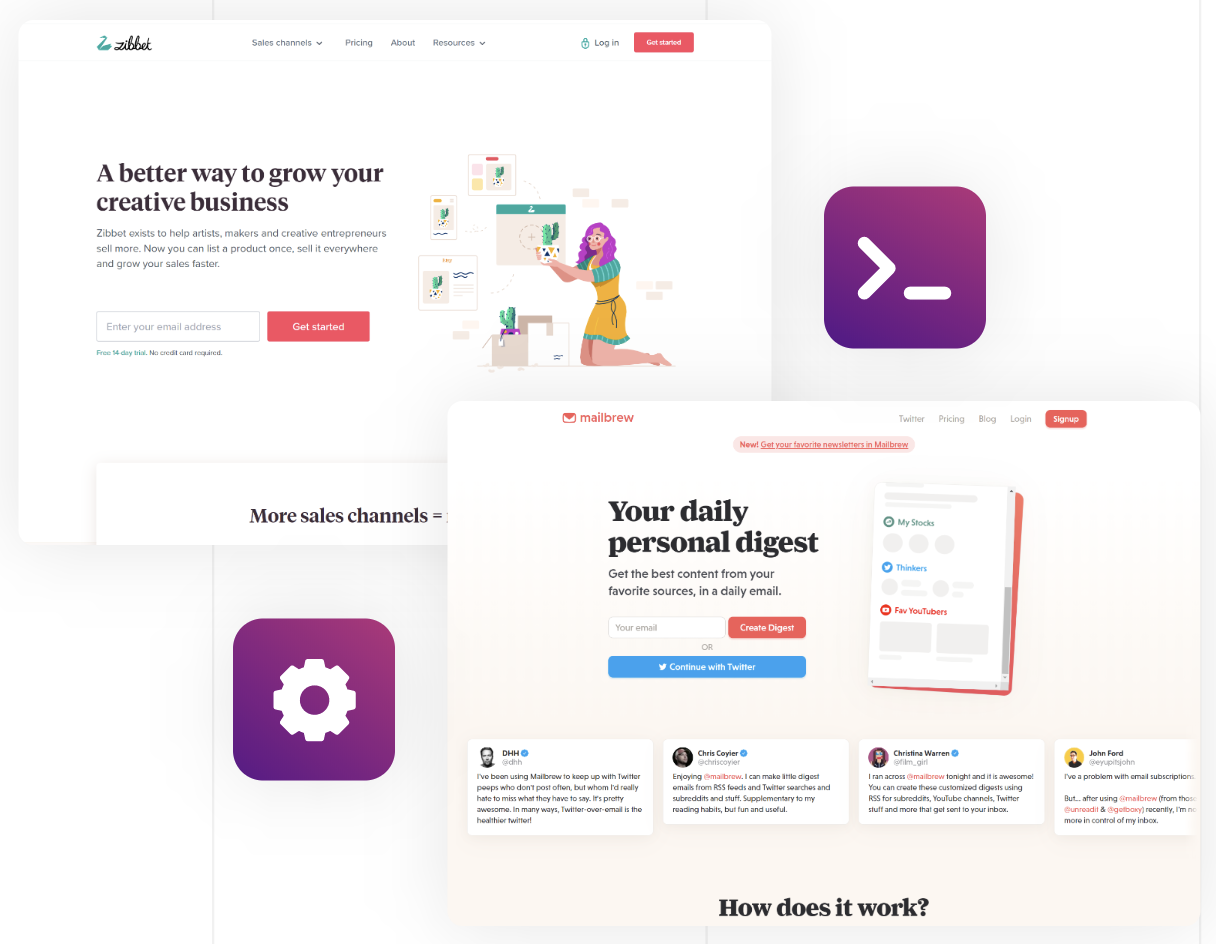 zibbet
Sales channels
Pricing
About
Resources
Log in
Get started
A better way to grow your
creative business
Zibbet exists to help artists, makers and creative entrepreneurs
sell more. Now you can list a product once, sell it everywhere
and grow your sales faster.
Enter your email address
Get started
Free 14 day trial. No credit card required.
More sales channels =
mailbrew
Twitter
Pricing
Blog
Login
Signup
New! Get your favorite newsletters in Mailbrew
Your daily
personal digest
Get the best content from your
favorite sources, in a daily email.
Your email
Create Digest
OR
Continue with Twitter
My Stocks
Thinkers
Fav YouTubers
DHH
@dhh
I've been using Mailbrew to keep up with Twitter
peeps who don't post often, but whom I'd really
hate to miss what they have to say. It's pretty
awesome. In many ways, Twitter-over-email is the
healthier twitter!
Chris Coyier
@chriscoyier
Enjoying @mailbrew. I can make little digest
emails from RSS feeds and Twitter searches and
subreddits and stuff. Supplementary to my
reading habits, but fun and useful.
Christina Warren
@film_girl
I ran across @mailbrew tonight and it is awesome!
You can create these customized digests using
RSS for subreddits, YouTube channels, Twitter
stuff and more that get sent to your inbox.
John Ford
@eyupitsjohn
I've a problem with email subscriptions.
But... after using @mailbrew (from those
@unreadit & @getboxy) recently, I'm
more in control of my inbox.
How does it work?